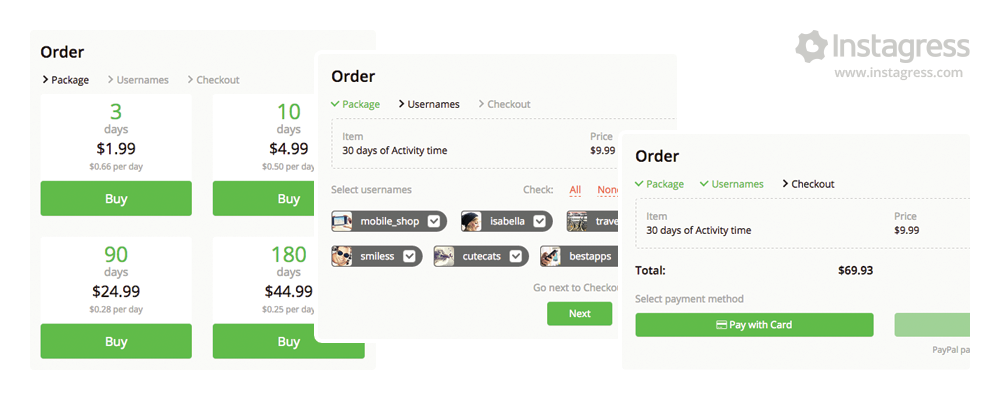 Order
Package Usernames Checkout
3
days
$1.99
$0.66 per day
Buy
10
days
$4.99
$0.50 per day
Buy
90
days
$24.99
$0.28 per day
Buy
180
days
$44.99
$0.25 per day
Buy
Order
Package Usernames Checkout
Item Price
30 days of Activity time $9.99
Select usernames Check: All None
mobile_shop isabella trave
smiless cutecats bestapps
Go next to Checkou
Next
Instagress
www.instagress.com
Order
Package Usernames Checkout
Item Price
30 days of Activity time $9.99
Total: $69.93
Select payment method
Pay with Card
PayPal pa